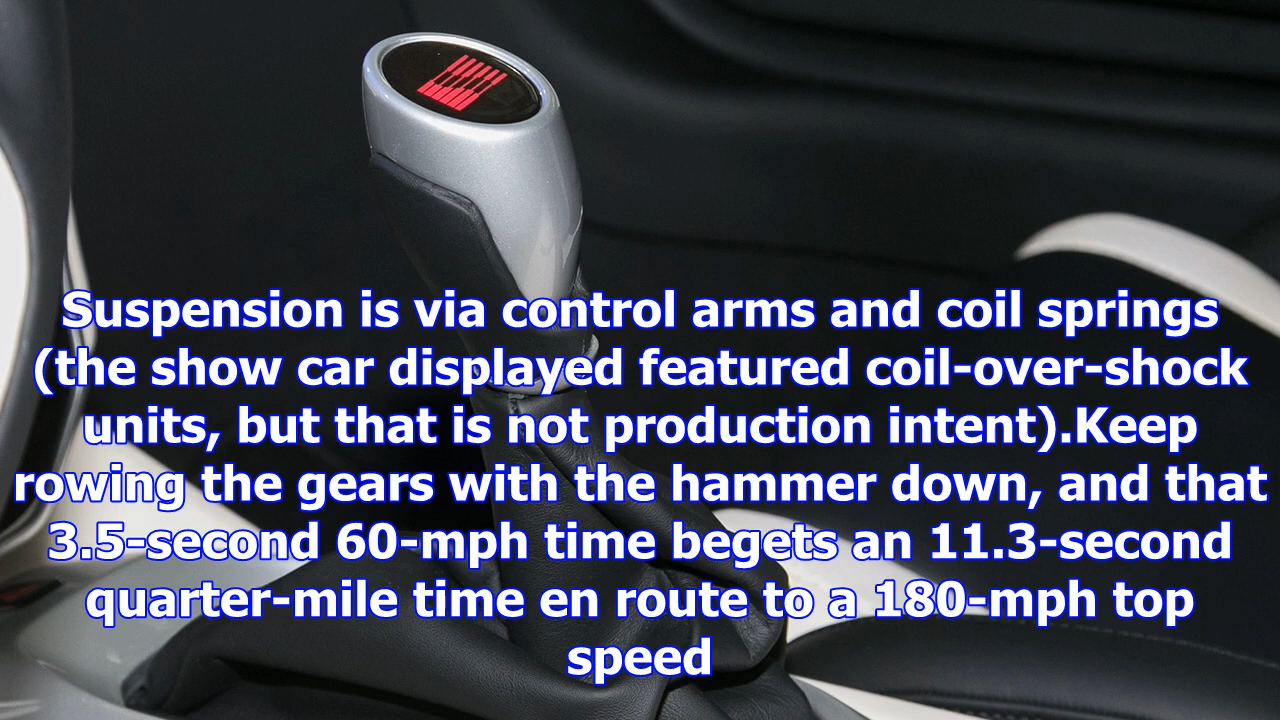 Suspension is via control arms and coil springs
(the show car displayed featured coil-over-shock
units, but that is not production intent).Keep
rowing the gears with the hammer down, and that
3.5-second 60-mph time begets an 11.3-second
quarter-mile time en route to a 180-mph top
speed